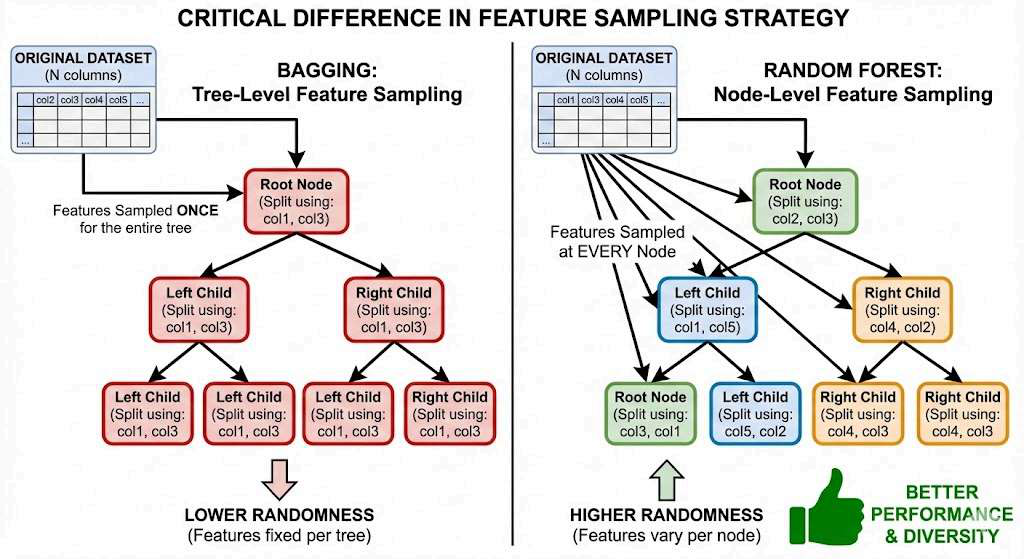 CRITICAL DIFFERENCE IN FEATURE SAMPLING STRATEGY
ORIGINAL DATASET
(N columns)
col2 col3 col4 col5 ...
...
BAGGING:
Tree-Level Feature Sampling
Features Sampled ONCE
for the entire tree
Root Node
(Split using:
col1, col3)
Left Child
(Split using:
col1, col3)
Right Child
(Split using:
col1, col3)
Left Child
(Split using:
col1, col3
Left Child
(Split using:
col1, col3
Left Child
(Split using:
col1, col3
Right Child
(Split using:
col1, col3)
LOWER RANDOMNESS
(Features fixed per tree)
ORIGINAL DATASET
(N columns)
col1 col3 col4 col5 ...
...
RANDOM FOREST:
Node-Level Feature Sampling
Features Sampled
at EVERY Node
Root Node
(Split using:
col2, col3)
Left Child
(Split using:
col1, col5)
Right Child
(Split using:
col4, col2)
Root Node
(Split using:
col3, col1
Left Child
(Split using:
col5, col2
Right Child
(Split using:
col4, col3
Right Child
(Split using:
col4, col3
HIGHER RANDOMNESS
(Features vary per node)
BETTER
PERFORMANCE
& DIVERSITY